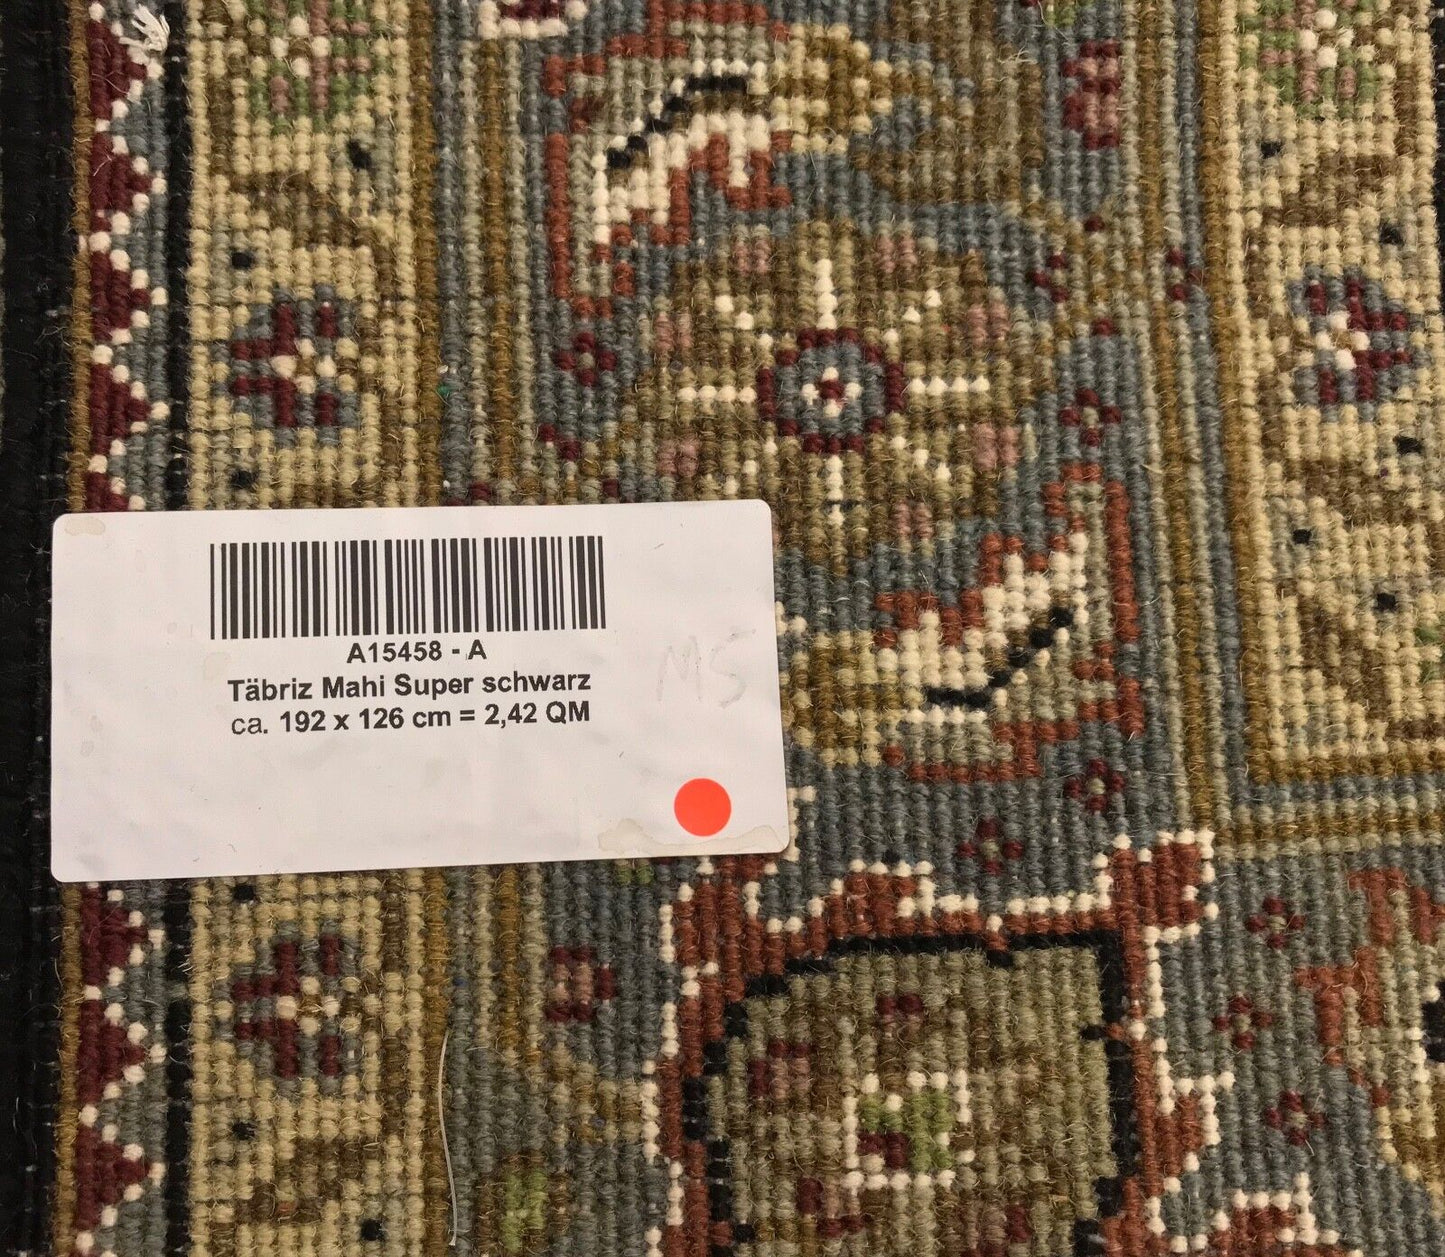 A15458 - A
Täbriz Mahi Super schwarz
ca. 192 x 126 cm = 2,42 QM
MS